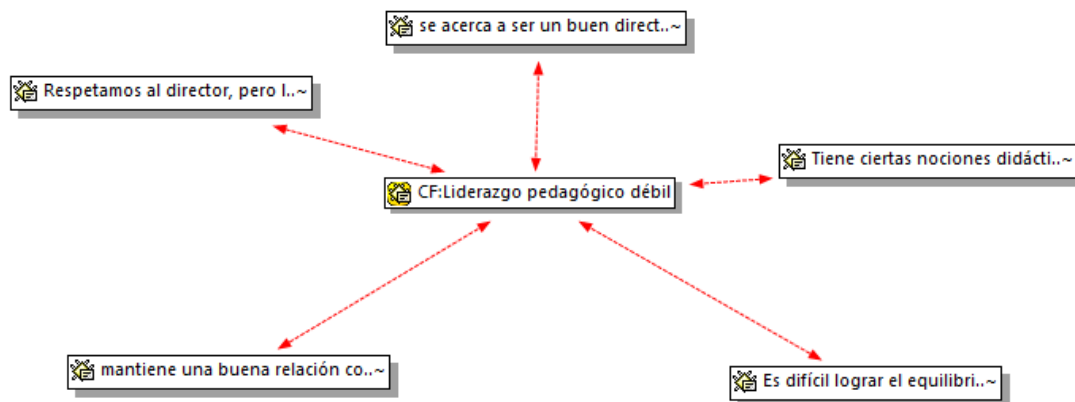 se acerca a ser un buen direct..~
Respetamos al director, pero l..~
Tiene ciertas nociones didácti..~
CF:Liderazgo pedagógico débil
mantiene una buena relación co..~
Es difícil lograr el equilibri..~